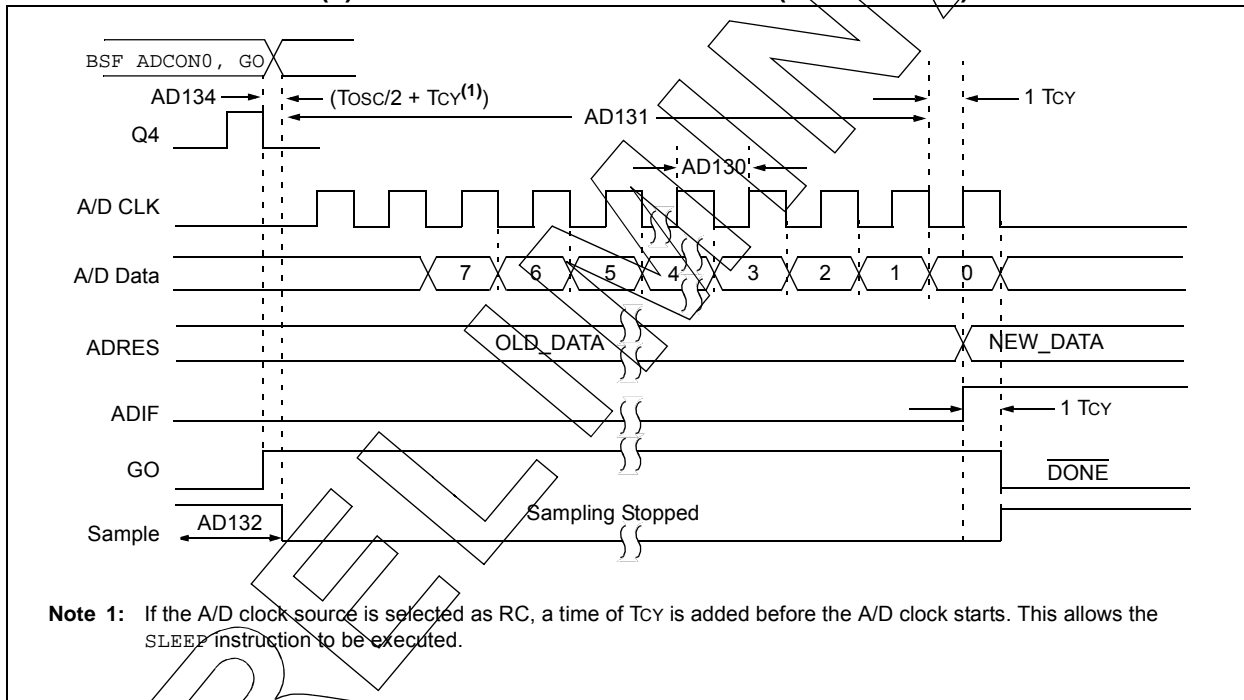 BSF ADCON0, GO
AD134
(TOSC/2 + TCY(1))
1 TCY
AD131
Q4
AD130
A/D CLK
A/D Data
7 6 5 4 3 2 1 0
ADRES
OLD_DATA
NEW_DATA
ADIF
1 TCY
GO
DONE
Sample
AD132
Sampling Stopped
Note 1: If the A/D clock source is selected as RC, a time of TCY is added before the A/D clock starts. This allows the
SLEEP instruction to be executed.